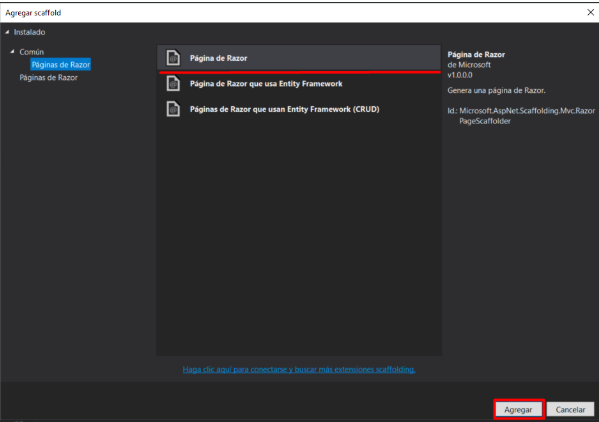 Agregar scaffold
Instalado
Común
Páginas de Razor
Páginas de Razor
Página de Razor
Página de Razor que usa Entity Framework
Páginas de Razor que usan Entity Framework (CRUD)
Página de Razor
de Microsoft
v1.0.0.0
Genera una página de Razor.
Id.: Microsoft.AspNet.Scaffolding.Mvc.Razor
PageScaffolder
Haga clic aquí para conectarse y buscar más extensiones scaffolding.
Agregar
Cancelar